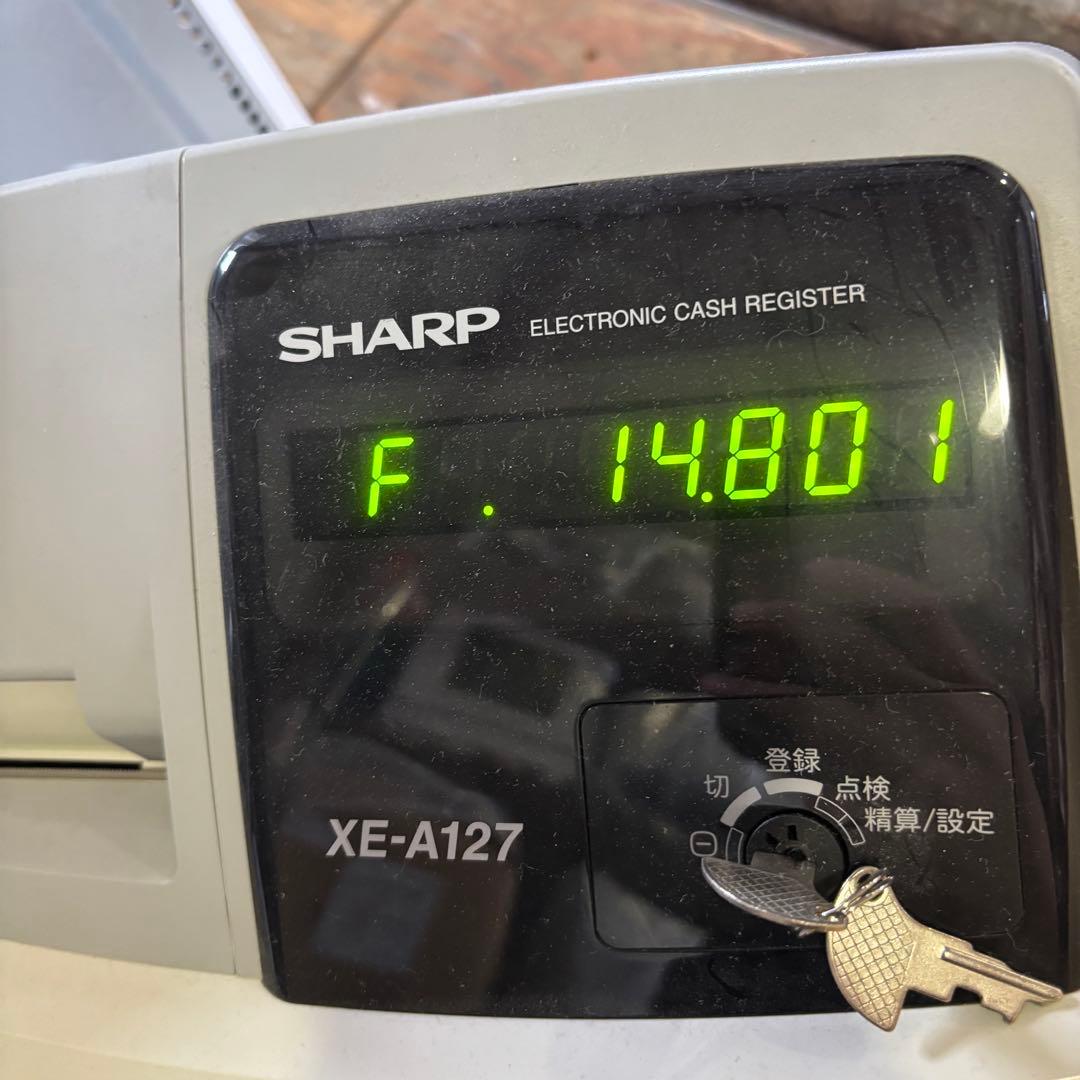 SHARP ELECTRONIC CASH REGISTER
F . 14.801
登録
切 点検
精算/設定
⊖
XE-A127